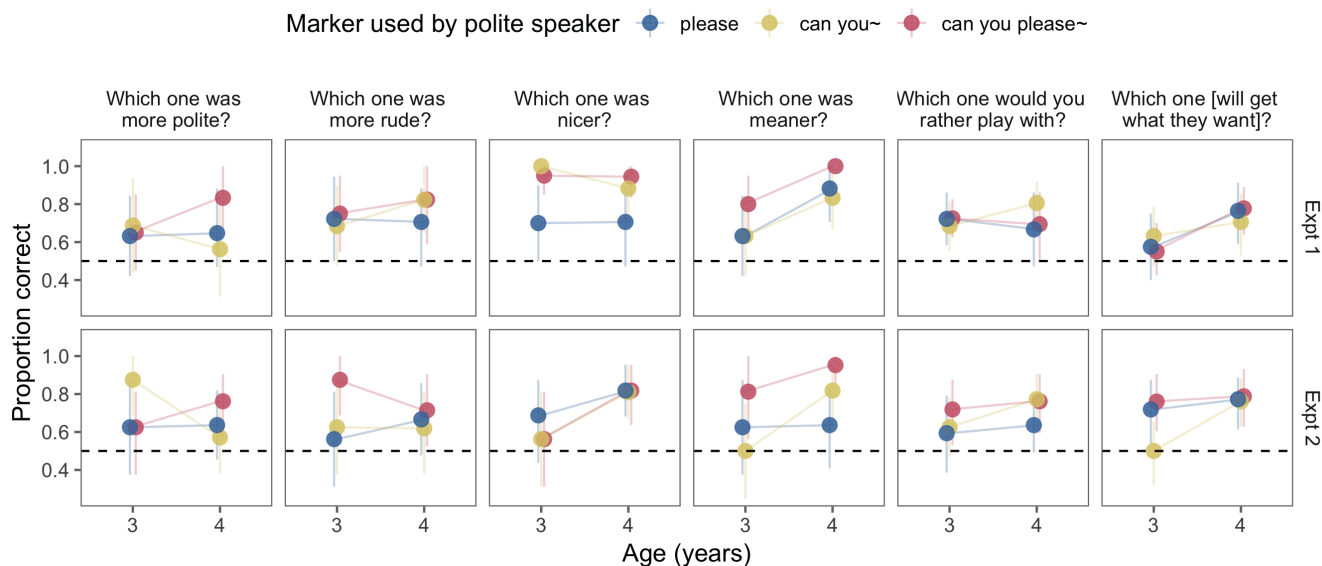 Marker used by polite speaker please can you~ can you please~
Which one was
more polite?
Which one was
more rude?
Which one was
nicer?
Which one was
meaner?
Which one would you
rather play with?
Which one [will get
what they want]?
Proportion correct
1.0
0.8
0.6
0.4
Expt 1
1.0
0.8
0.6
0.4
Expt 2
3 4 3 4 3 4 3 4 3 4 3 4
Age (years)